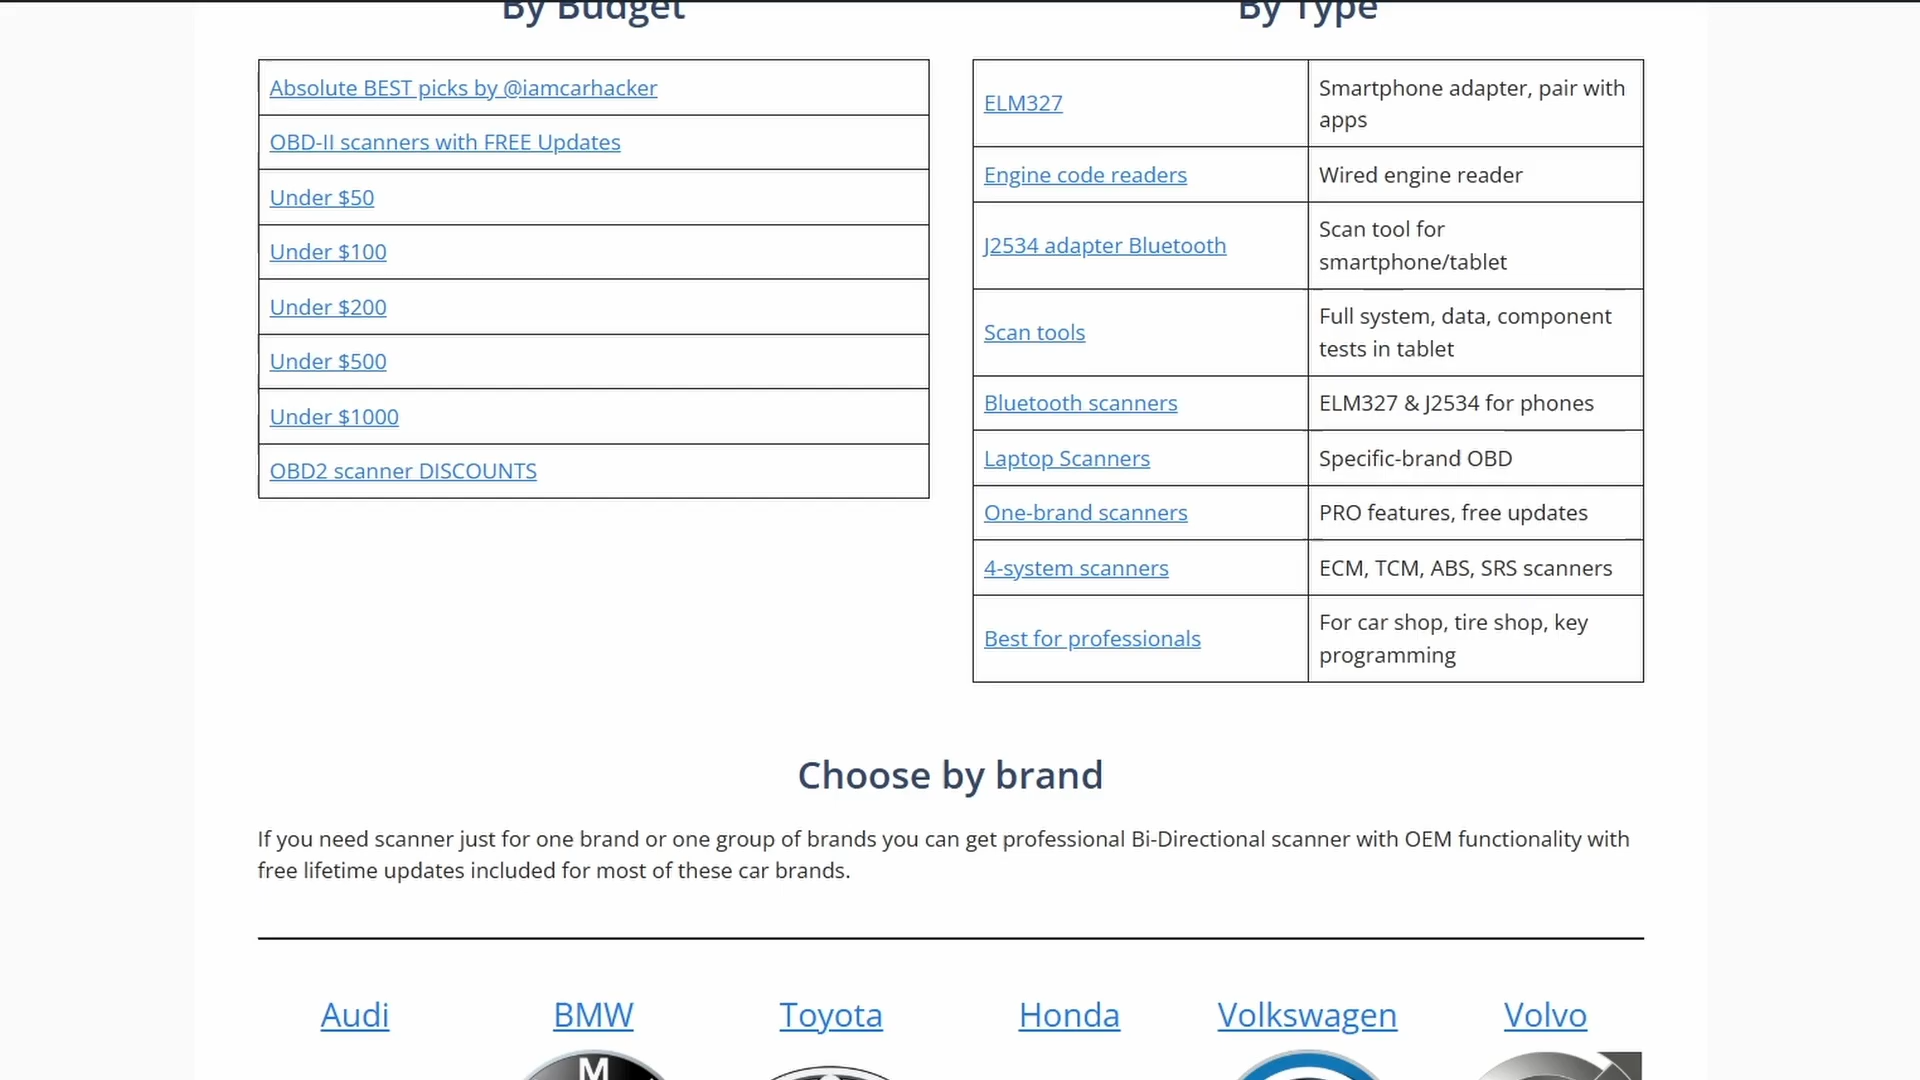 By Budget
Absolute BEST picks by @iamcarhacker
OBD-II scanners with FREE Updates
Under $50
Under $100
Under $200
Under $500
Under $1000
OBD2 scanner DISCOUNTS
By Type
ELM327
Smartphone adapter, pair with
apps
Engine code readers
Wired engine reader
J2534 adapter Bluetooth
Scan tool for
smartphone/tablet
Scan tools
Full system, data, component
tests in tablet
Bluetooth scanners
ELM327 & J2534 for phones
Laptop Scanners
Specific-brand OBD
One-brand scanners
PRO features, free updates
4-system scanners
ECM, TCM, ABS, SRS scanners
Best for professionals
For car shop, tire shop, key
programming
Choose by brand
If you need scanner just for one brand or one group of brands you can get professional Bi-Directional scanner with OEM functionality with
free lifetime updates included for most of these car brands.
Audi
BMW
Toyota
Honda
Volkswagen
Volvo
M